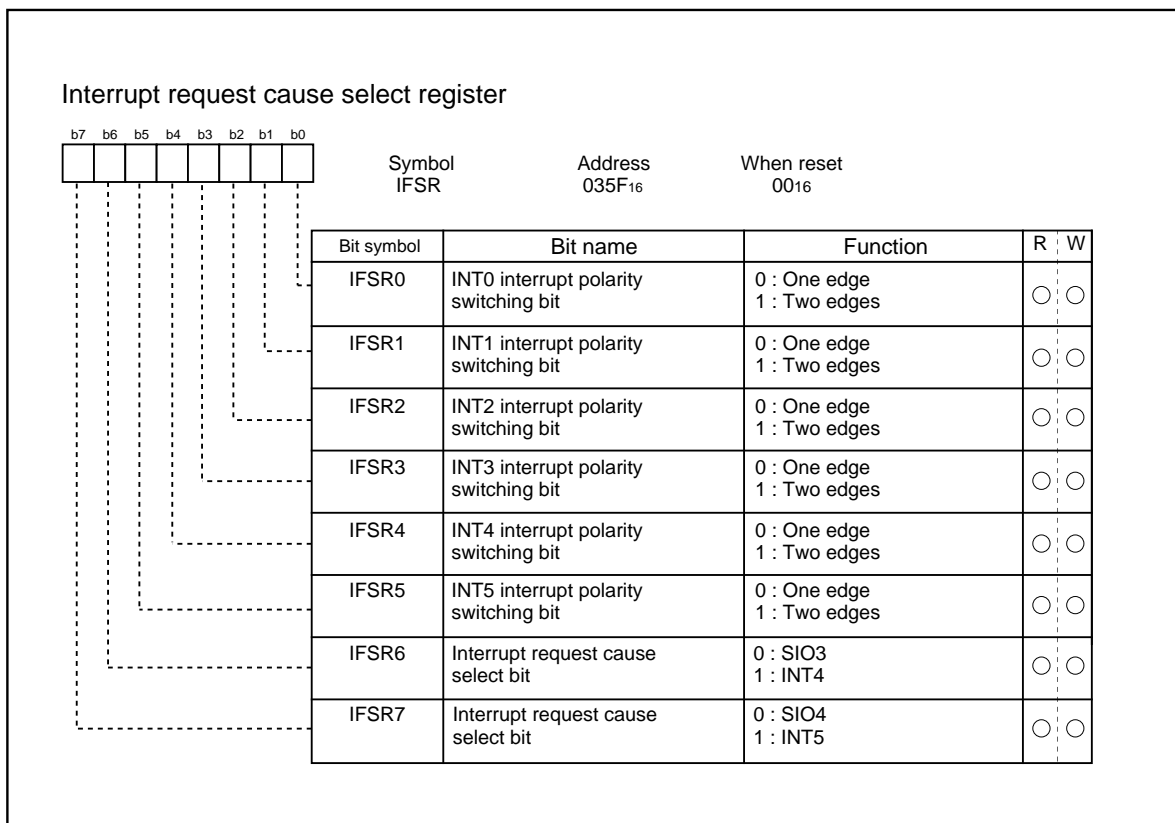 Interrupt request cause select register
b7 b6 b5 b4 b3 b2 b1 b0
Symbol Address When reset
IFSR 035F16 0016
Bit symbol Bit name Function R W
IFSR0 INT0 interrupt polarity 0 : One edge
switching bit 1 : Two edges
IFSR1 INT1 interrupt polarity 0 : One edge
switching bit 1 : Two edges
IFSR2 INT2 interrupt polarity 0 : One edge
switching bit 1 : Two edges
IFSR3 INT3 interrupt polarity 0 : One edge
switching bit 1 : Two edges
IFSR4 INT4 interrupt polarity 0 : One edge
switching bit 1 : Two edges
IFSR5 INT5 interrupt polarity 0 : One edge
switching bit 1 : Two edges
IFSR6 Interrupt request cause 0 : SIO3
select bit 1 : INT4
IFSR7 Interrupt request cause 0 : SIO4
select bit 1 : INT5